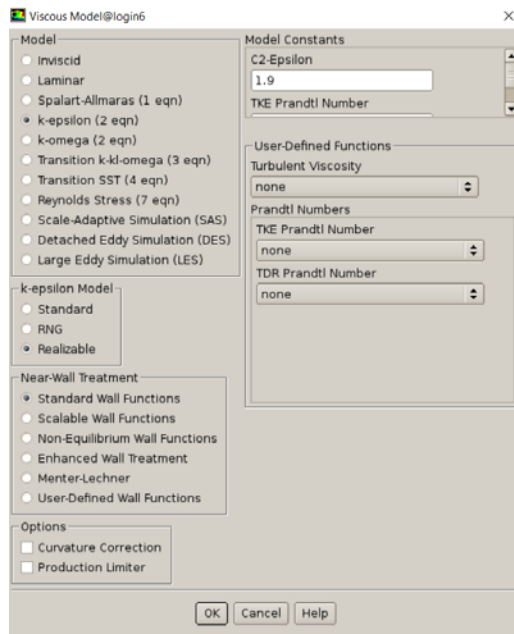 Viscous Model@login6
Model
Inviscid
Laminar
Spalart-Allmaras (1 eqn)
k-epsilon (2 eqn)
k-omega (2 eqn)
Transition k-kl-omega (3 eqn)
Transition SST (4 eqn)
Reynolds Stress (7 eqn)
Scale-Adaptive Simulation (SAS)
Detached Eddy Simulation (DES)
Large Eddy Simulation (LES)
k-epsilon Model
Standard
RNG
Realizable
Near-Wall Treatment
Standard Wall Functions
Scalable Wall Functions
Non-Equilibrium Wall Functions
Enhanced Wall Treatment
Menter-Lechner
User-Defined Wall Functions
Options
Curvature Correction
Production Limiter
Model Constants
C2-Epsilon
1.9
TKE Prandtl Number
User-Defined Functions
Turbulent Viscosity
none
Prandtl Numbers
TKE Prandtl Number
none
TDR Prandtl Number
none
OK Cancel Help